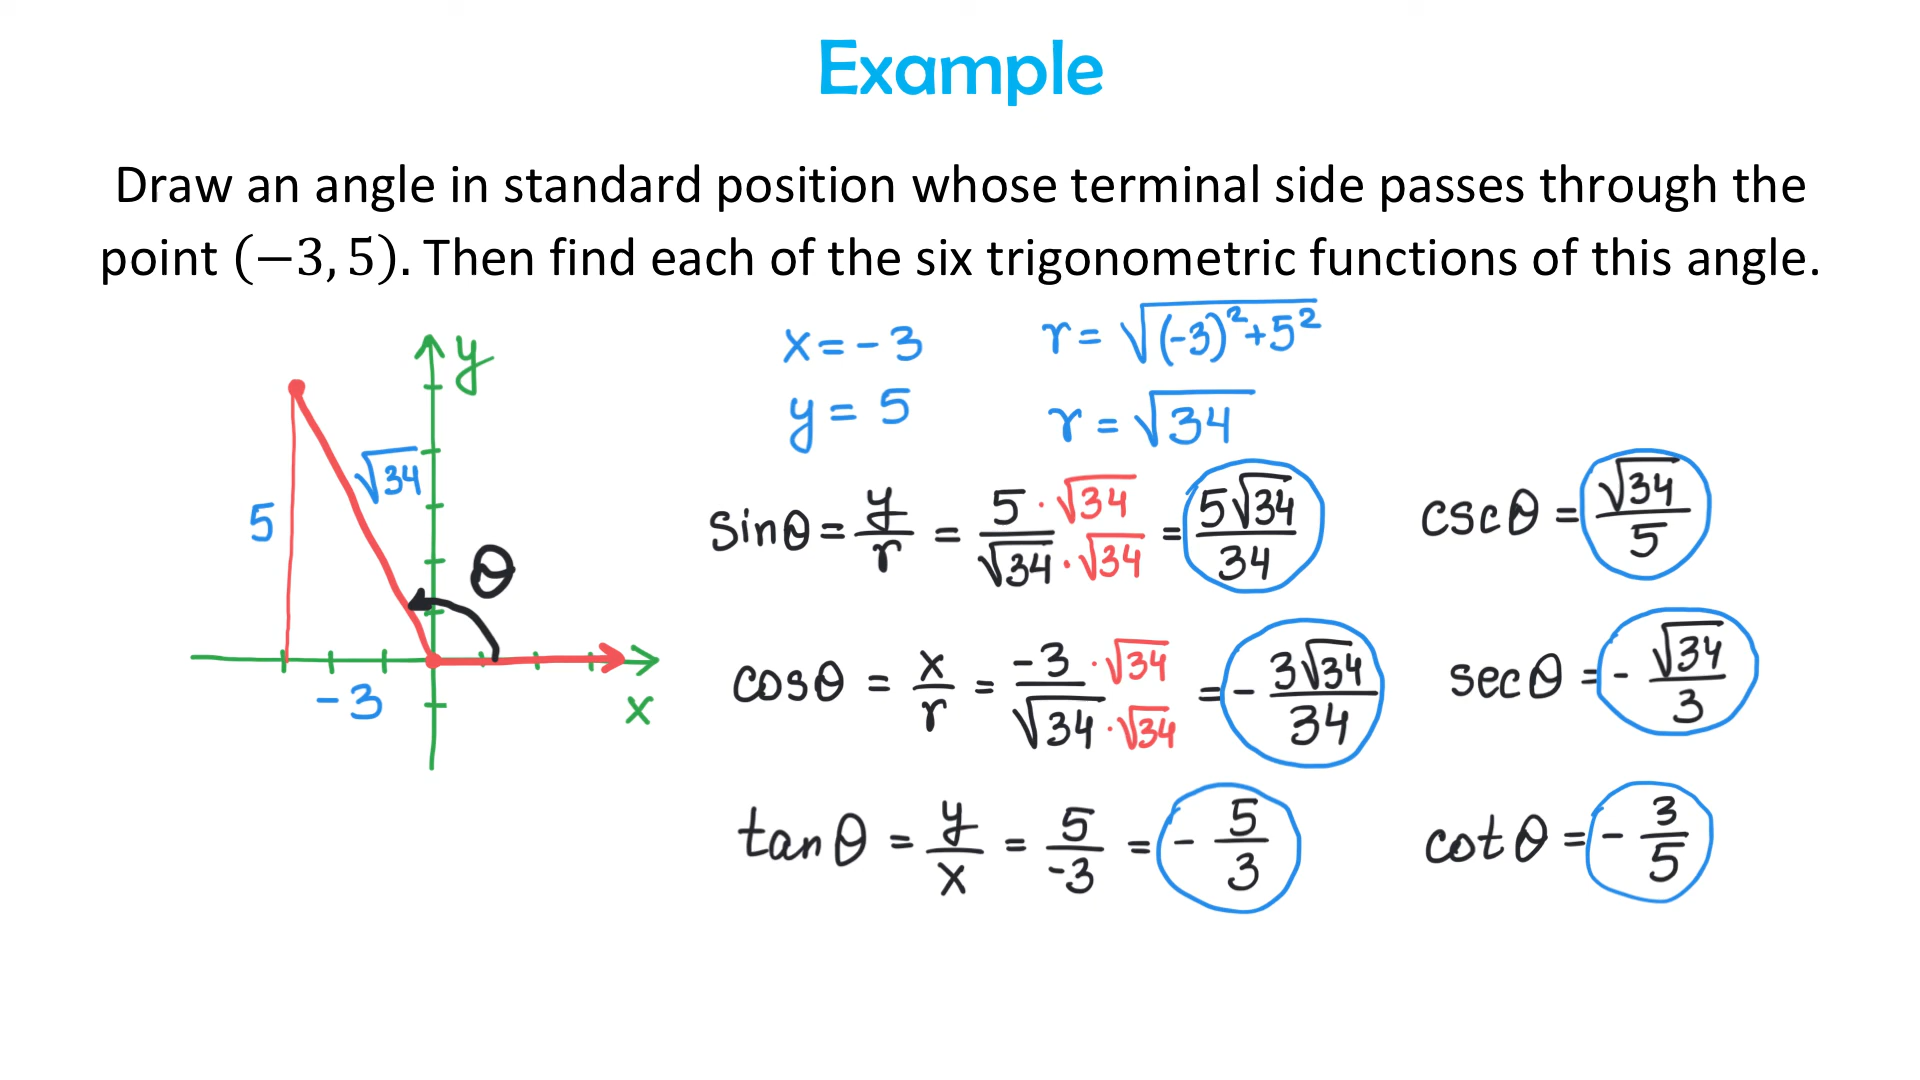 Example
Draw an angle in standard position whose terminal side passes through the
point (−3, 5). Then find each of the six trigonometric functions of this angle.
x = -3
r = √((-3)²+5²)
y = 5
r = √34
y
√34
5
θ
-3
x
sinθ = y/r = 5·√34/√34·√34 = 5√34/34
cscθ = √34/5
cosθ = x/r = -3·√34/√34·√34 = - 3√34/34
secθ = - √34/3
tanθ = y/x = 5/-3 = - 5/3
cotθ = - 3/5